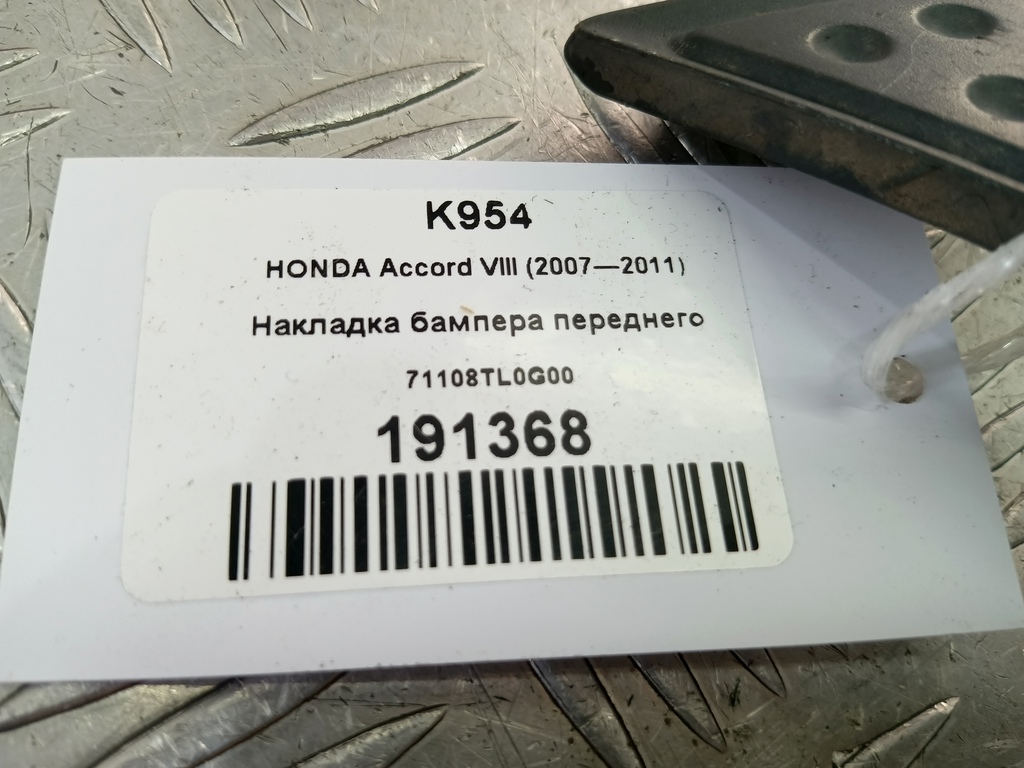 K954
HONDA Accord VIII (2007—2011)
Накладка бампера переднего
71108TL0G00
191368